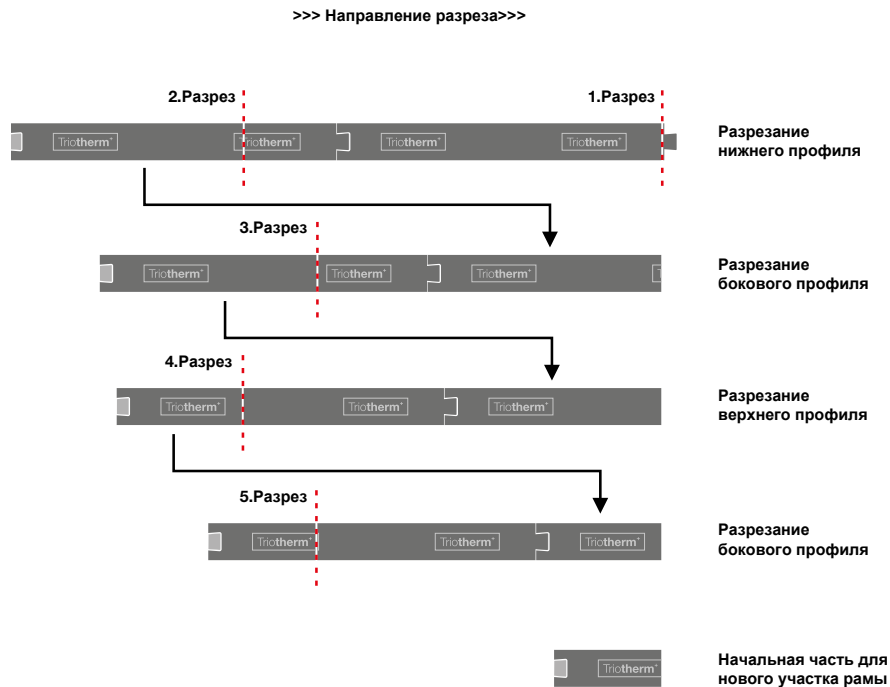 >>> Направление разреза>>>
2.Разрез
1.Разрез
Triotherm+ Triotherm+ Triotherm+ Triotherm+
Разрезание
нижнего профиля
3.Разрез
Triotherm+ Triotherm+ Triotherm+ T
Разрезание
бокового профиля
4.Разрез
Triotherm+ Triotherm+ Triotherm+
Разрезание
верхнего профиля
5.Разрез
Triotherm+ Triotherm+ Triotherm+
Разрезание
бокового профиля
Triotherm+
Начальная часть для
нового участка рамы